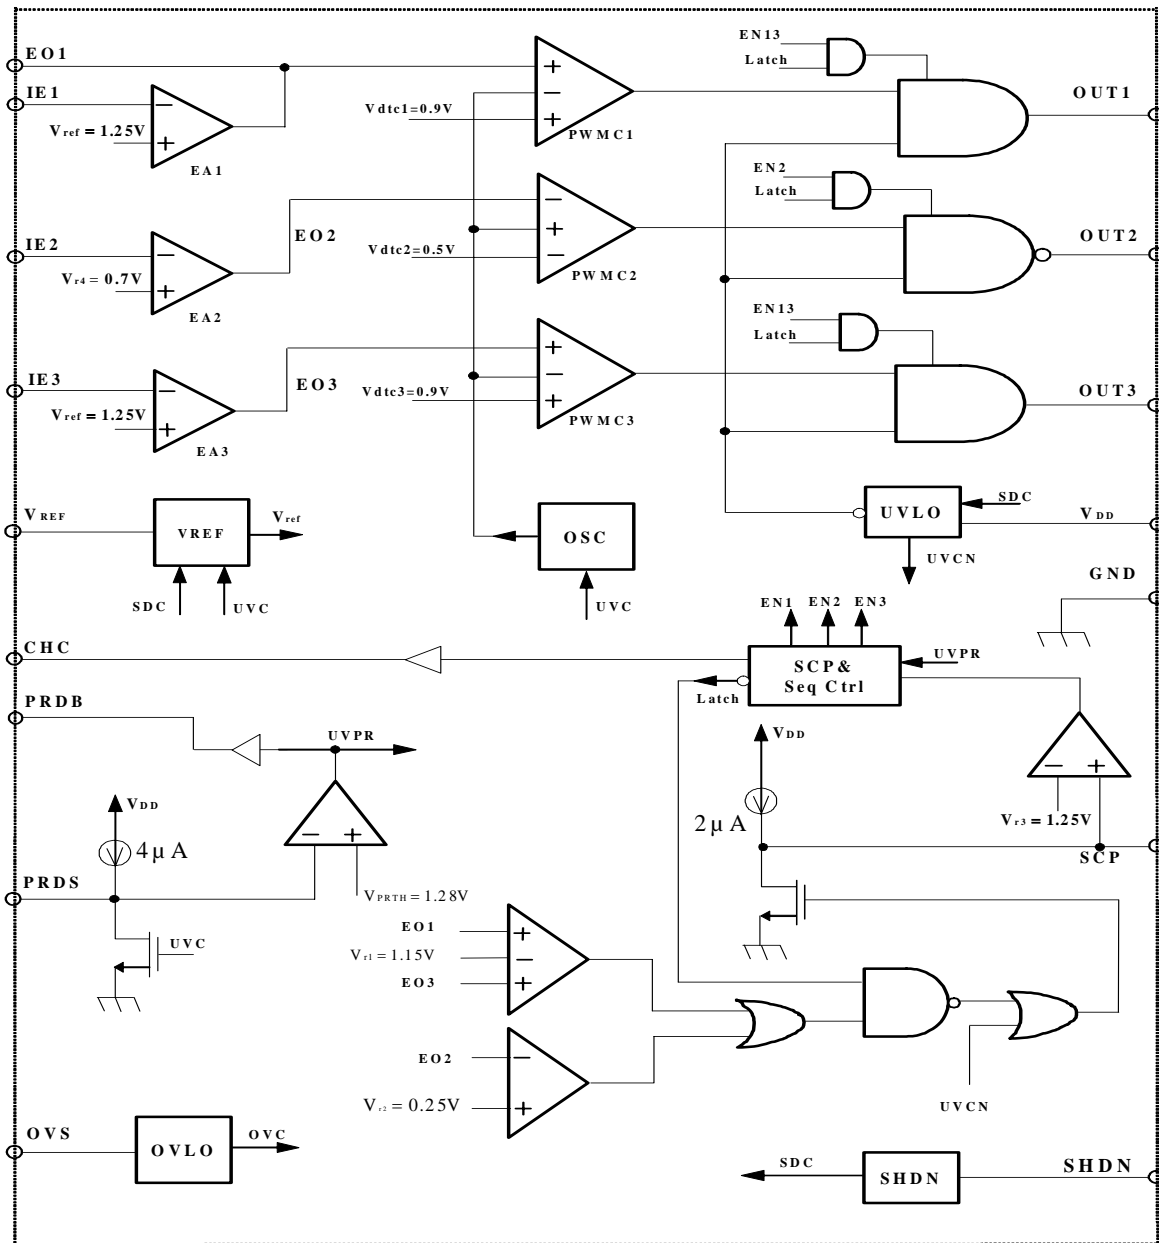 EN13
Latch
EO1
IE1
Vref = 1.25V
EA1
Vdtc1=0.9V
PWMC1
OUT1
EN2
Latch
EO2
IE2
Vr4 = 0.7V
EA2
Vdtc2=0.5V
PWMC2
OUT2
EN13
Latch
EO3
IE3
Vref = 1.25V
EA3
Vdtc3=0.9V
PWMC3
OUT3
VREF
VREF
Vref
SDC
UVC
OSC
UVC
UVLO
SDC
VDD
UVCN
GND
EN1
EN2
EN3
CHC
SCP&
Seq Ctrl
UVPR
Latch
PRDB
UVPR
VDD
VDD
4μA
2μA
Vr3 = 1.25V
SCP
PRDS
VPRTH = 1.28V
UVC
EO1
Vr1 = 1.15V
EO3
EO2
Vr2 = 0.25V
UVCN
OVS
OVLO
OVC
SDC
SHDN
SHDN